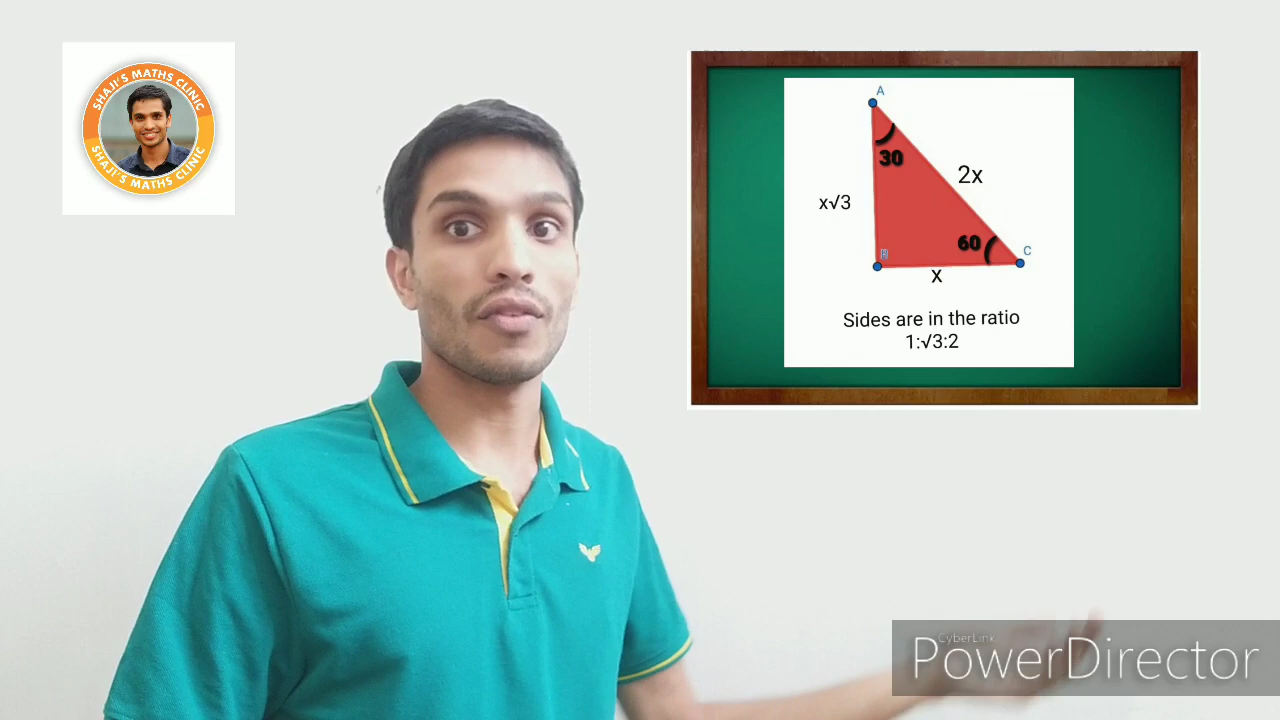 SHAJI'S MATHS CLINIC
SHAJI'S MATHS CLINIC
A
30
2x
x√3
60
B
C
x
Sides are in the ratio
1:√3:2
CyberLink
PowerDirector